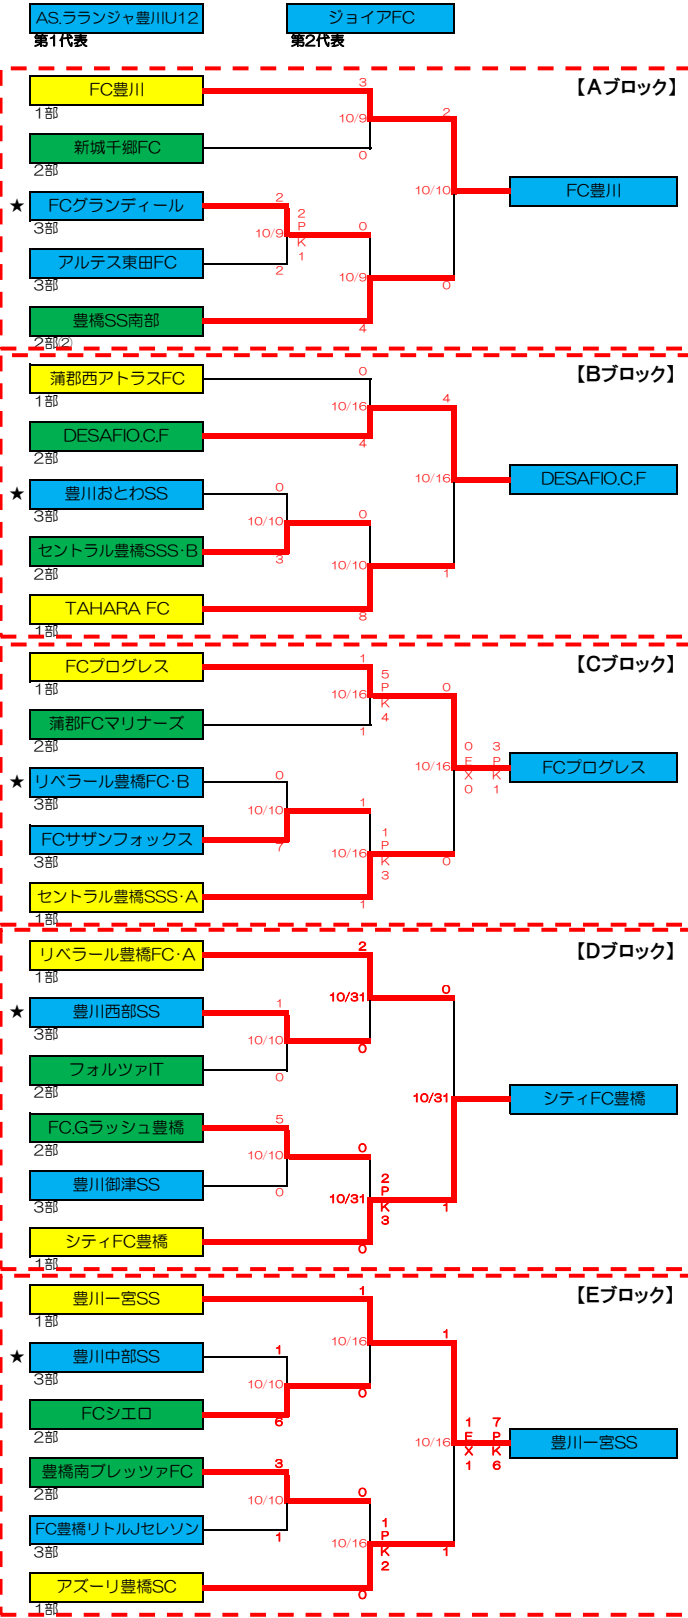 AS.ラランジャ豊川U12
ジョイアFC
第1代表
第2代表
【Aブロック】
FC豊川
1部
3
10/9
2
新城千郷FC
2部
0
10/10
FC豊川
★
FCグランディール
3部
2
10/9
2
P
K
1
0
アルテス東田FC
3部
2
10/9
0
豊橋SS南部
2部②
4
【Bブロック】
蒲郡西アトラスFC
1部
0
10/16
4
DESAFIO.C.F
2部
4
10/16
DESAFIO.C.F
★
豊川おとわSS
3部
0
10/10
0
セントラル豊橋SSS・B
2部
3
10/10
1
TAHARA FC
1部
8
【Cブロック】
FCプログレス
1部
1
10/16
5
P
K
4
0
蒲郡FCマリナーズ
2部
1
10/16
0
E
X
0
3
P
K
1
FCプログレス
★
リベラール豊橋FC・B
3部
0
10/10
1
FCサザンフォックス
3部
7
10/16
1
P
K
3
0
セントラル豊橋SSS・A
1部
1
【Dブロック】
リベラール豊橋FC・A
1部
2
10/31
0
★
豊川西部SS
3部
1
10/10
0
フォルツァIT
2部
0
10/31
シティFC豊橋
FC.Gラッシュ豊橋
2部
5
10/10
0
豊川御津SS
3部
0
10/31
2
P
K
3
1
シティFC豊橋
1部
0
【Eブロック】
豊川一宮SS
1部
1
10/16
1
★
豊川中部SS
3部
1
10/10
0
FCシエロ
2部
6
10/16
1
E
X
1
7
P
K
6
豊川一宮SS
豊橋南プレッツァFC
2部
3
10/10
0
FC豊橋リトルJセレソン
3部
1
10/16
1
P
K
2
1
アズーリ豊橋SC
1部
0